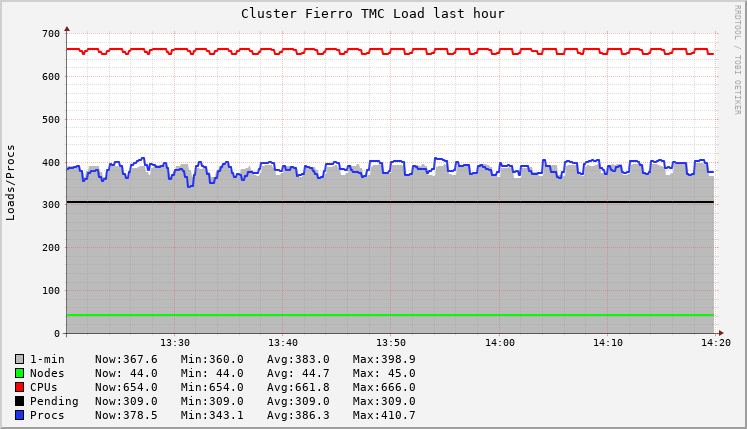 Cluster Fierro TMC Load last hour
RRDTOOL / TOBI OETIKER
Loads/Procs
700
600
500
400
300
200
100
0
13:30 13:40 13:50 14:00 14:10 14:20
1-min Now:367.6 Min:360.0 Avg:383.0 Max:398.9
Nodes Now: 44.0 Min: 44.0 Avg: 44.7 Max: 45.0
CPUs Now:654.0 Min:654.0 Avg:661.8 Max:666.0
Pending Now:309.0 Min:309.0 Avg:309.0 Max:309.0
Procs Now:378.5 Min:343.1 Avg:386.3 Max:410.7